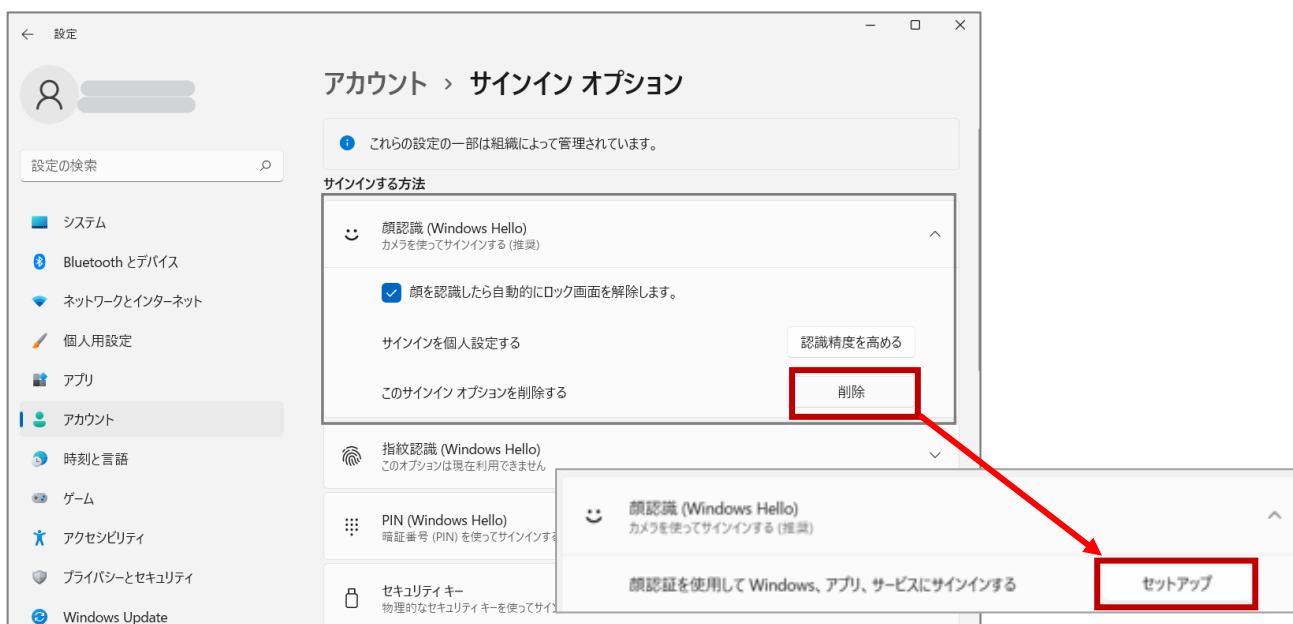 設定
設定の検索
システム
Bluetooth とデバイス
ネットワークとインターネット
個人用設定
アプリ
アカウント
時刻と言語
ゲーム
アクセシビリティ
プライバシーとセキュリティ
Windows Update
アカウント › サインイン オプション
これらの設定の一部は組織によって管理されています。
サインインする方法
顔認識 (Windows Hello)
カメラを使ってサインインする (推奨)
顔を認識したら自動的にロック画面を解除します。
サインインを個人設定する
認識精度を高める
このサインイン オプションを削除する
削除
指紋認識 (Windows Hello)
このオプションは現在利用できません
PIN (Windows Hello)
暗証番号 (PIN) を使ってサインインする
セキュリティ キー
物理的なセキュリティ キーを使ってサイン
顔認識 (Windows Hello)
カメラを使ってサインインする (推奨)
顔認証を使用して Windows、アプリ、サービスにサインインする
セットアップ